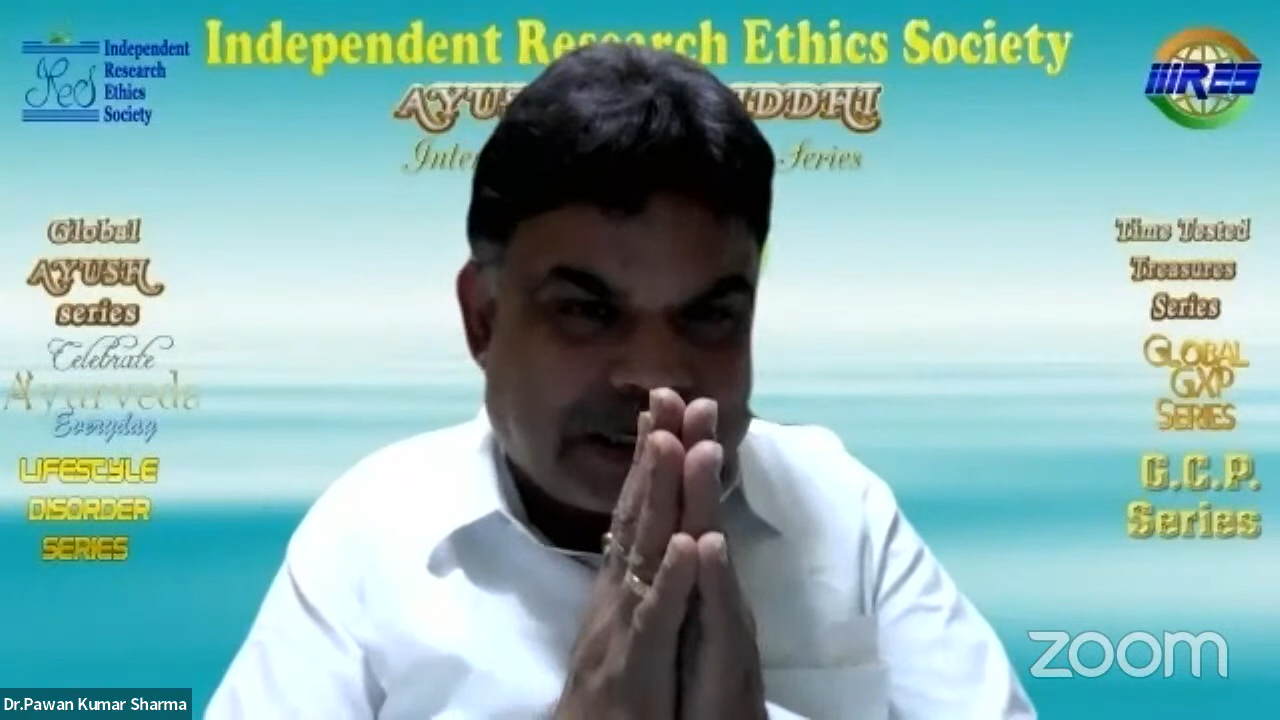 Independent Research Ethics Society
Independent
Research
Ethics
Society
IRES
Series
Global
AYUSH
series
Celebrate
Ayurveda
Everyday
LIFESTYLE
DISORDER
SERIES
Time Tested
Treasures
Series
GLOBAL
GXP
SERIES
G.C.P.
Series
zoom
Dr.Pawan Kumar Sharma